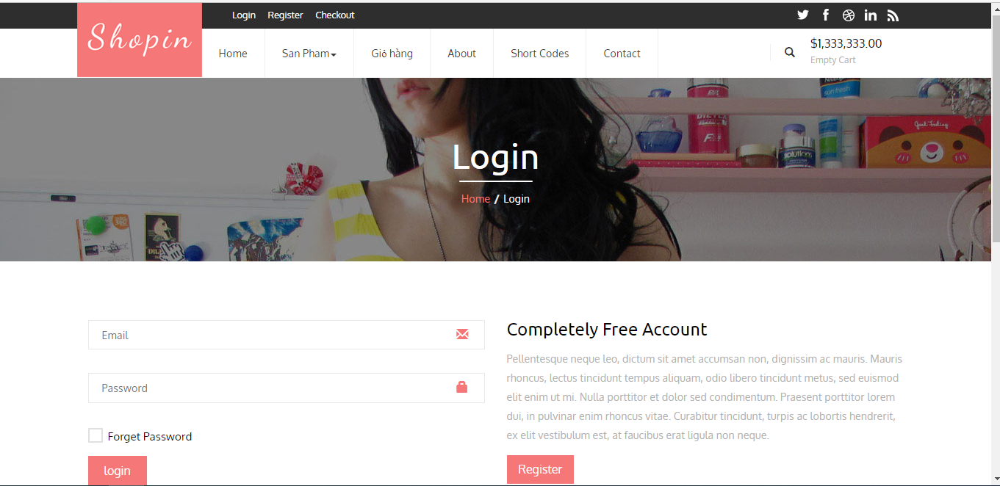 Login Register Checkout
Shopin
Home San Pham Giỏ hàng About Short Codes Contact
$1,333,333.00
Empty Cart
Login
Home / Login
solutions
360
Email
Password
Forget Password
login
Completely Free Account
Pellentesque neque leo, dictum sit amet accumsan non, dignissim ac mauris. Mauris
rhoncus, lectus tincidunt tempus aliquam, odio libero tincidunt metus, sed euismod
elit enim ut mi. Nulla porttitor et dolor sed condimentum. Praesent porttitor lorem
dui, in pulvinar enim rhoncus vitae. Curabitur tincidunt, turpis ac lobortis hendrerit,
ex elit vestibulum est, at faucibus erat ligula non neque.
Register